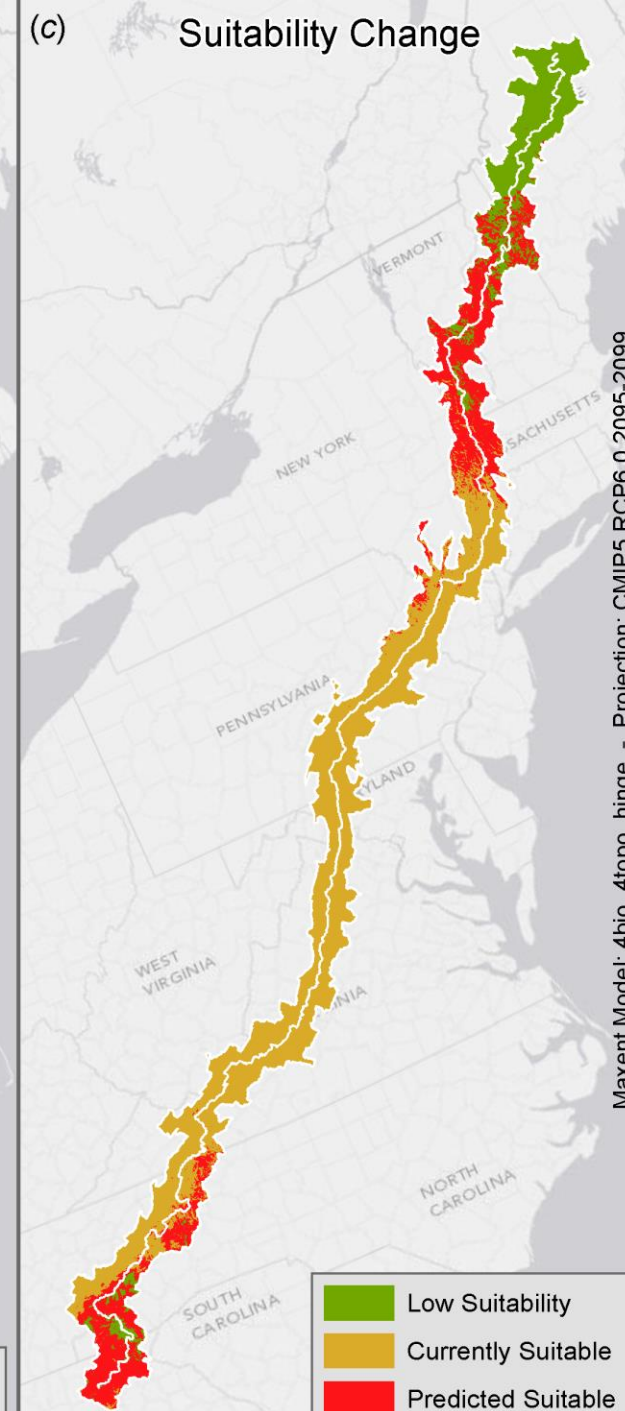 (c)
Suitability Change
VERMONT
SSACHUSETTS
NEW YORK
PENNSYLVANIA
YLAND
WEST
VIRGINIA
INIA
NORTH
CAROLINA
SOUTH
CAROLINA
Maxent Model: 4bio_4topo_hinge - Projection: CMIP5 RCP6.0 2095-2099
Low Suitability
Currently Suitable
Predicted Suitable